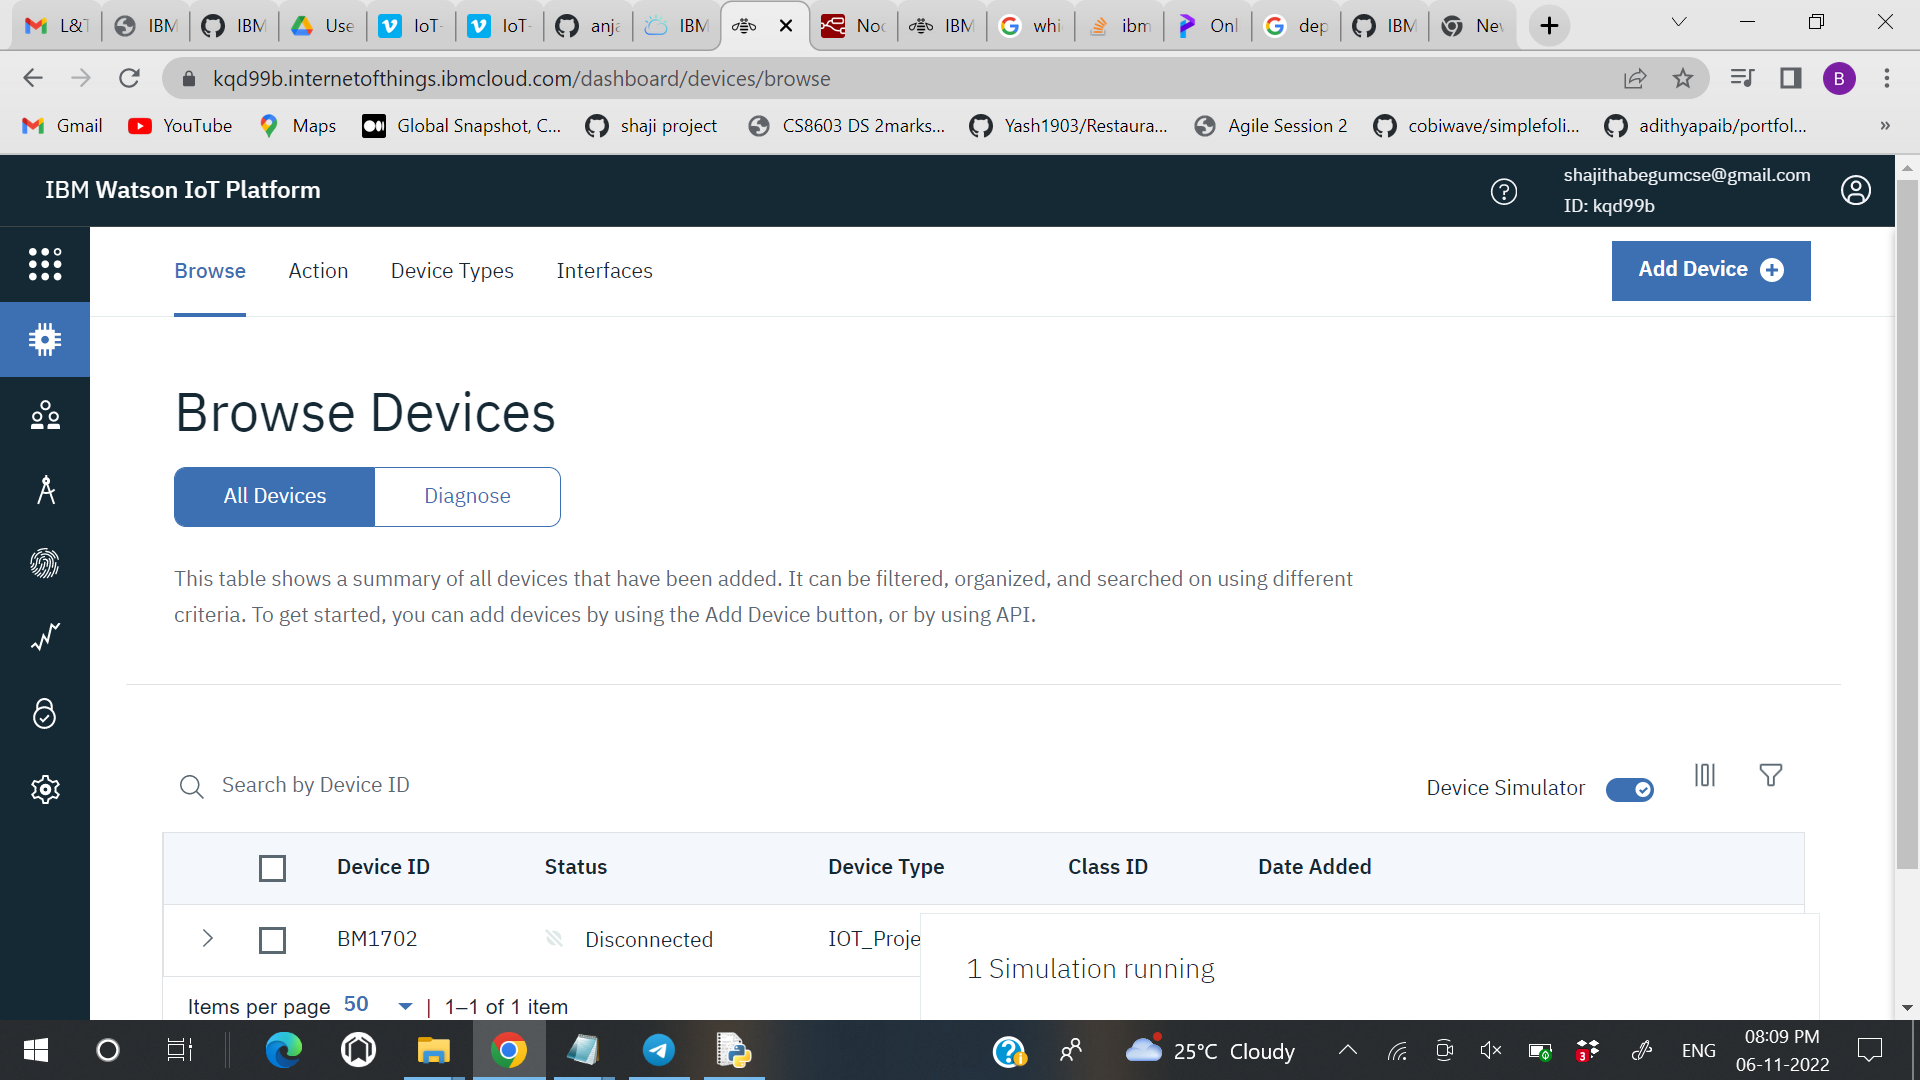 L&T
IBM
IBM
Use
IoT-
IoT-
anja
IBM
Noc
IBM
whi
ibm
Onl
dep
IBM
Nev
kqd99b.internetofthings.ibmcloud.com/dashboard/devices/browse
B
Gmail
YouTube
Maps
Global Snapshot, C...
shaji project
CS8603 DS 2marks...
Yash1903/Restaura...
Agile Session 2
cobiwave/simplefoli...
adithyapaib/portfol...
»
IBM Watson IoT Platform
shajithabegumcse@gmail.com
ID: kqd99b
Browse
Action
Device Types
Interfaces
Add Device
Browse Devices
All Devices
Diagnose
This table shows a summary of all devices that have been added. It can be filtered, organized, and searched on using different
criteria. To get started, you can add devices by using the Add Device button, or by using API.
Search by Device ID
Device Simulator
Device ID
Status
Device Type
Class ID
Date Added
BM1702
Disconnected
IOT_Proje
1 Simulation running
Items per page 50 | 1–1 of 1 item
25°C Cloudy
3
ENG
08:09 PM
06-11-2022